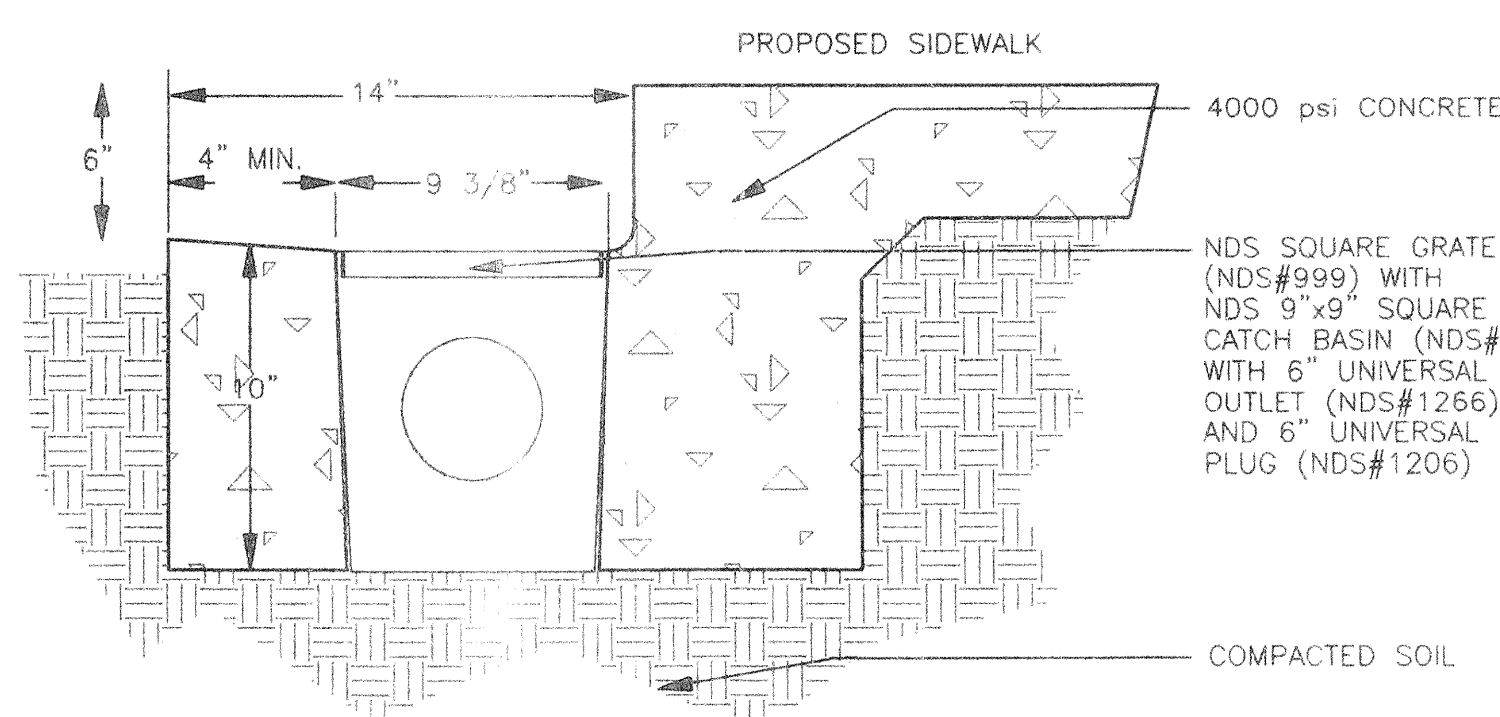 PROPOSED SIDEWALK
14"
4000 psi CONCRETE
6"
4" MIN.
9 3/8"
NDS SQUARE GRATE
(NDS#999) WITH
NDS 9"x9" SQUARE
CATCH BASIN (NDS#
WITH 6" UNIVERSAL
OUTLET (NDS#1266)
AND 6" UNIVERSAL
PLUG (NDS#1206)
10"
COMPACTED SOIL